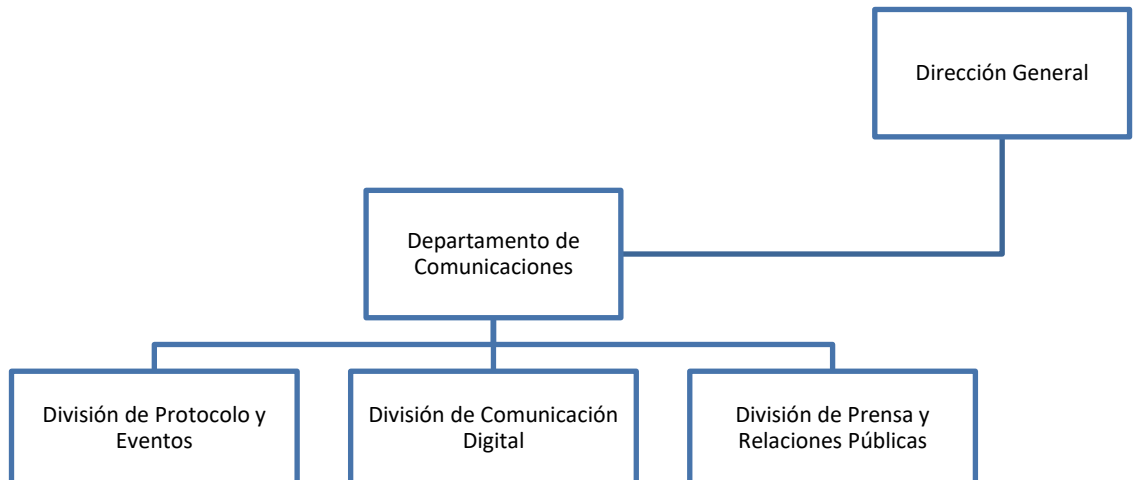 Dirección General
Departamento de
Comunicaciones
División de Protocolo y
Eventos
División de Comunicación
Digital
División de Prensa y
Relaciones Públicas